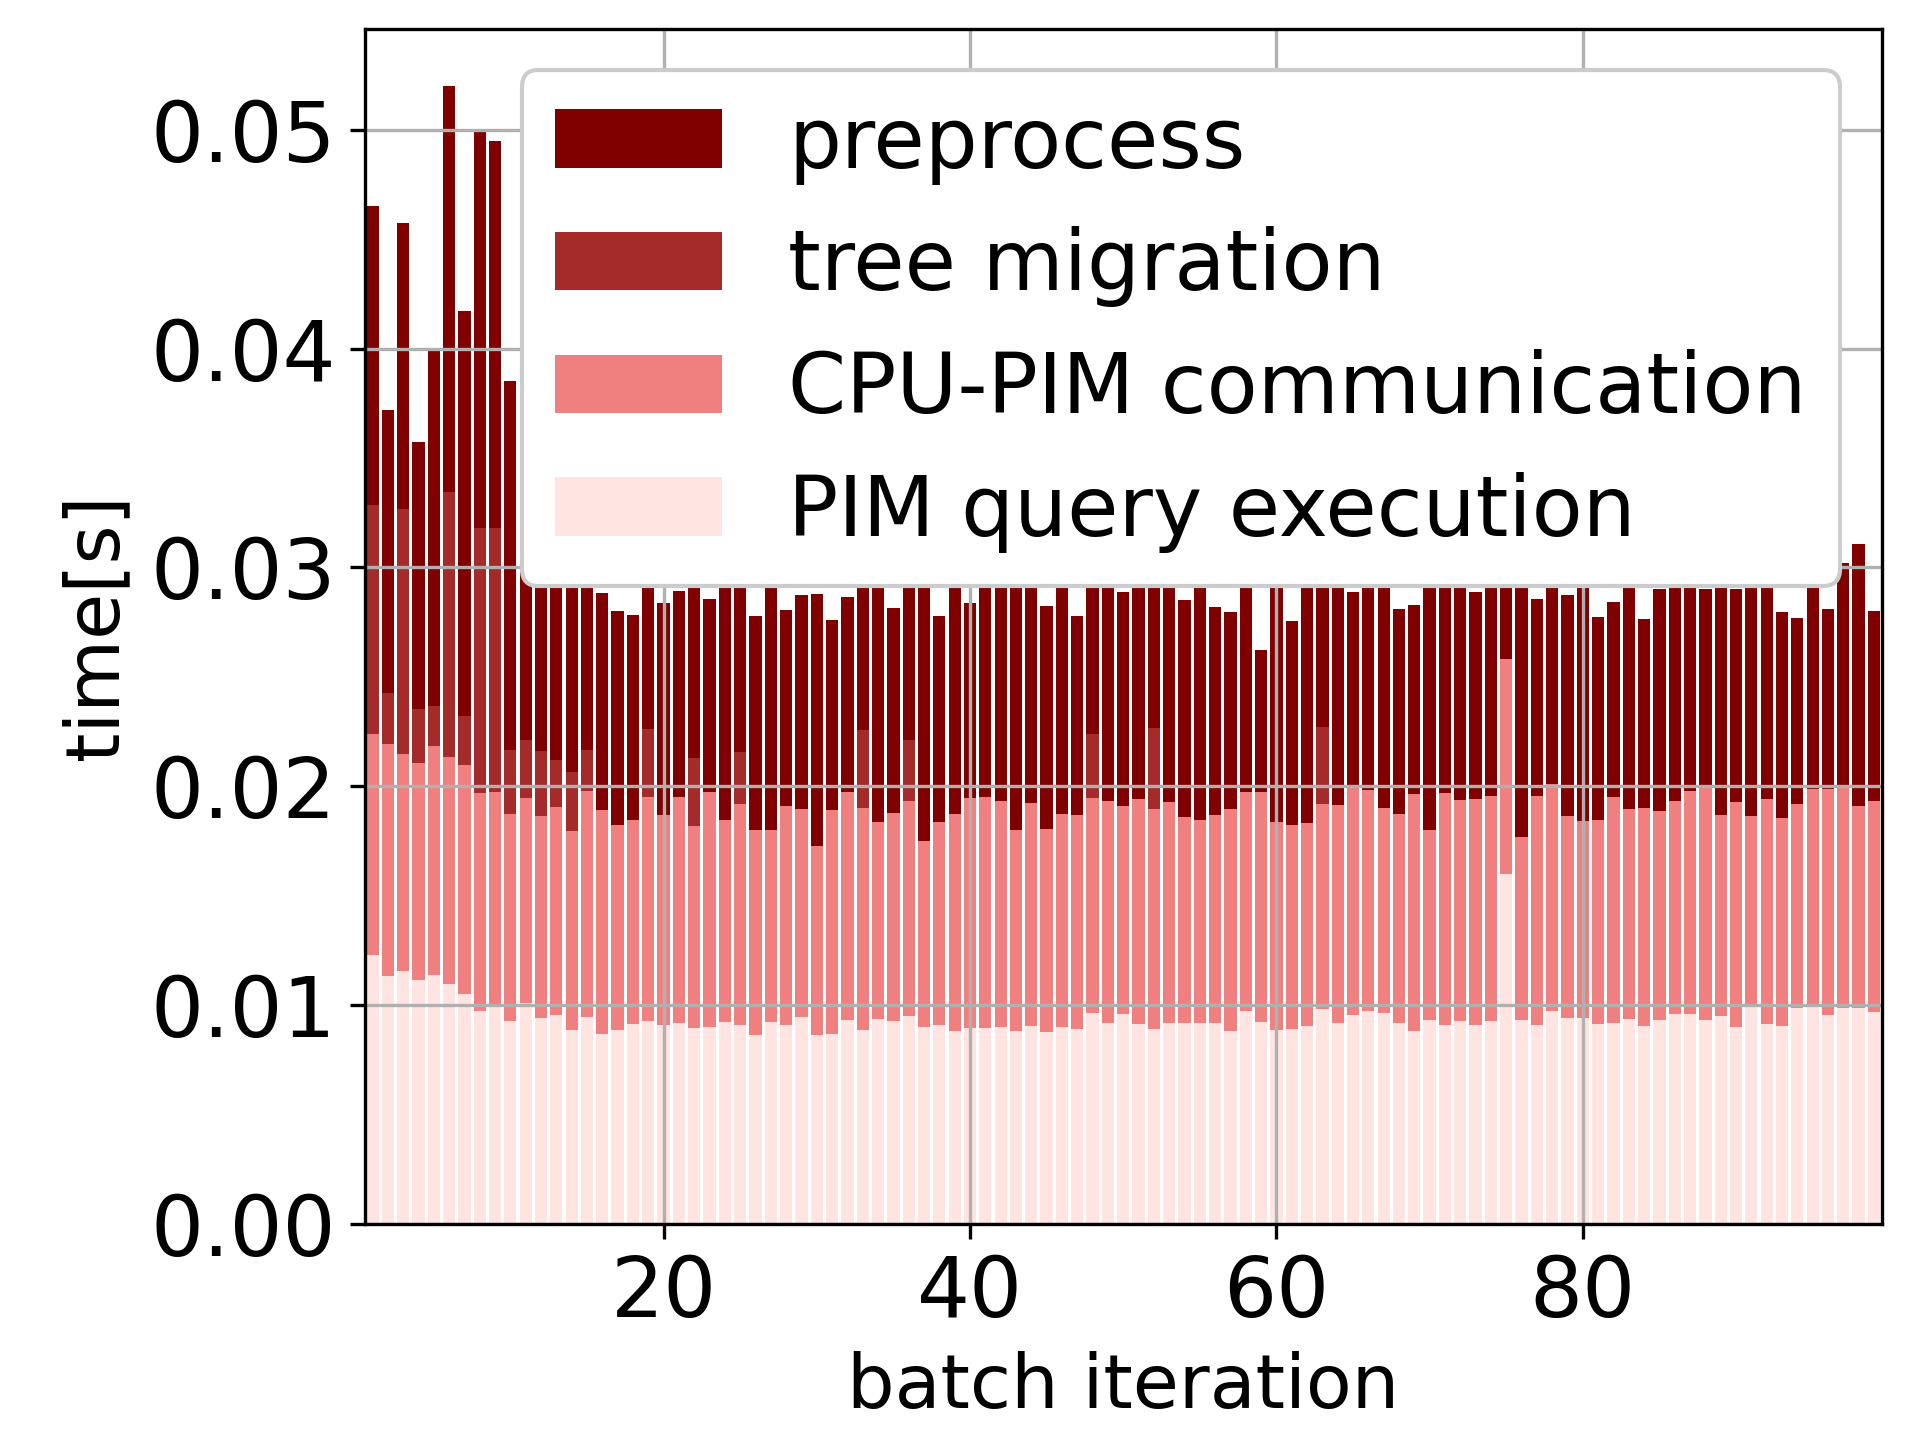 0.05
0.04
0.03
0.02
0.01
0.00
time[s]
preprocess
tree migration
CPU-PIM communication
PIM query execution
20 40 60 80
batch iteration